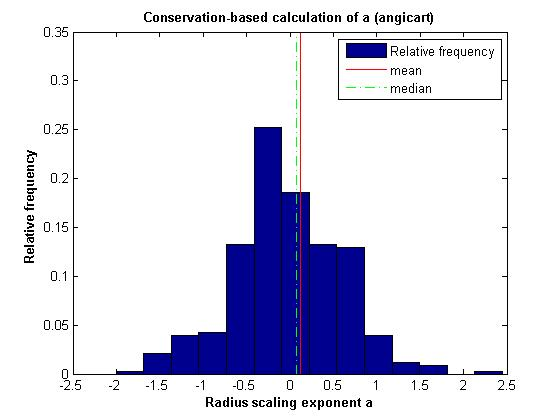 Conservation-based calculation of a (angicart)
0.35
0.3
0.25
0.2
0.15
0.1
0.05
0
Relative frequency
Relative frequency
mean
median
-2.5 -2 -1.5 -1 -0.5 0 0.5 1 1.5 2 2.5
Radius scaling exponent a